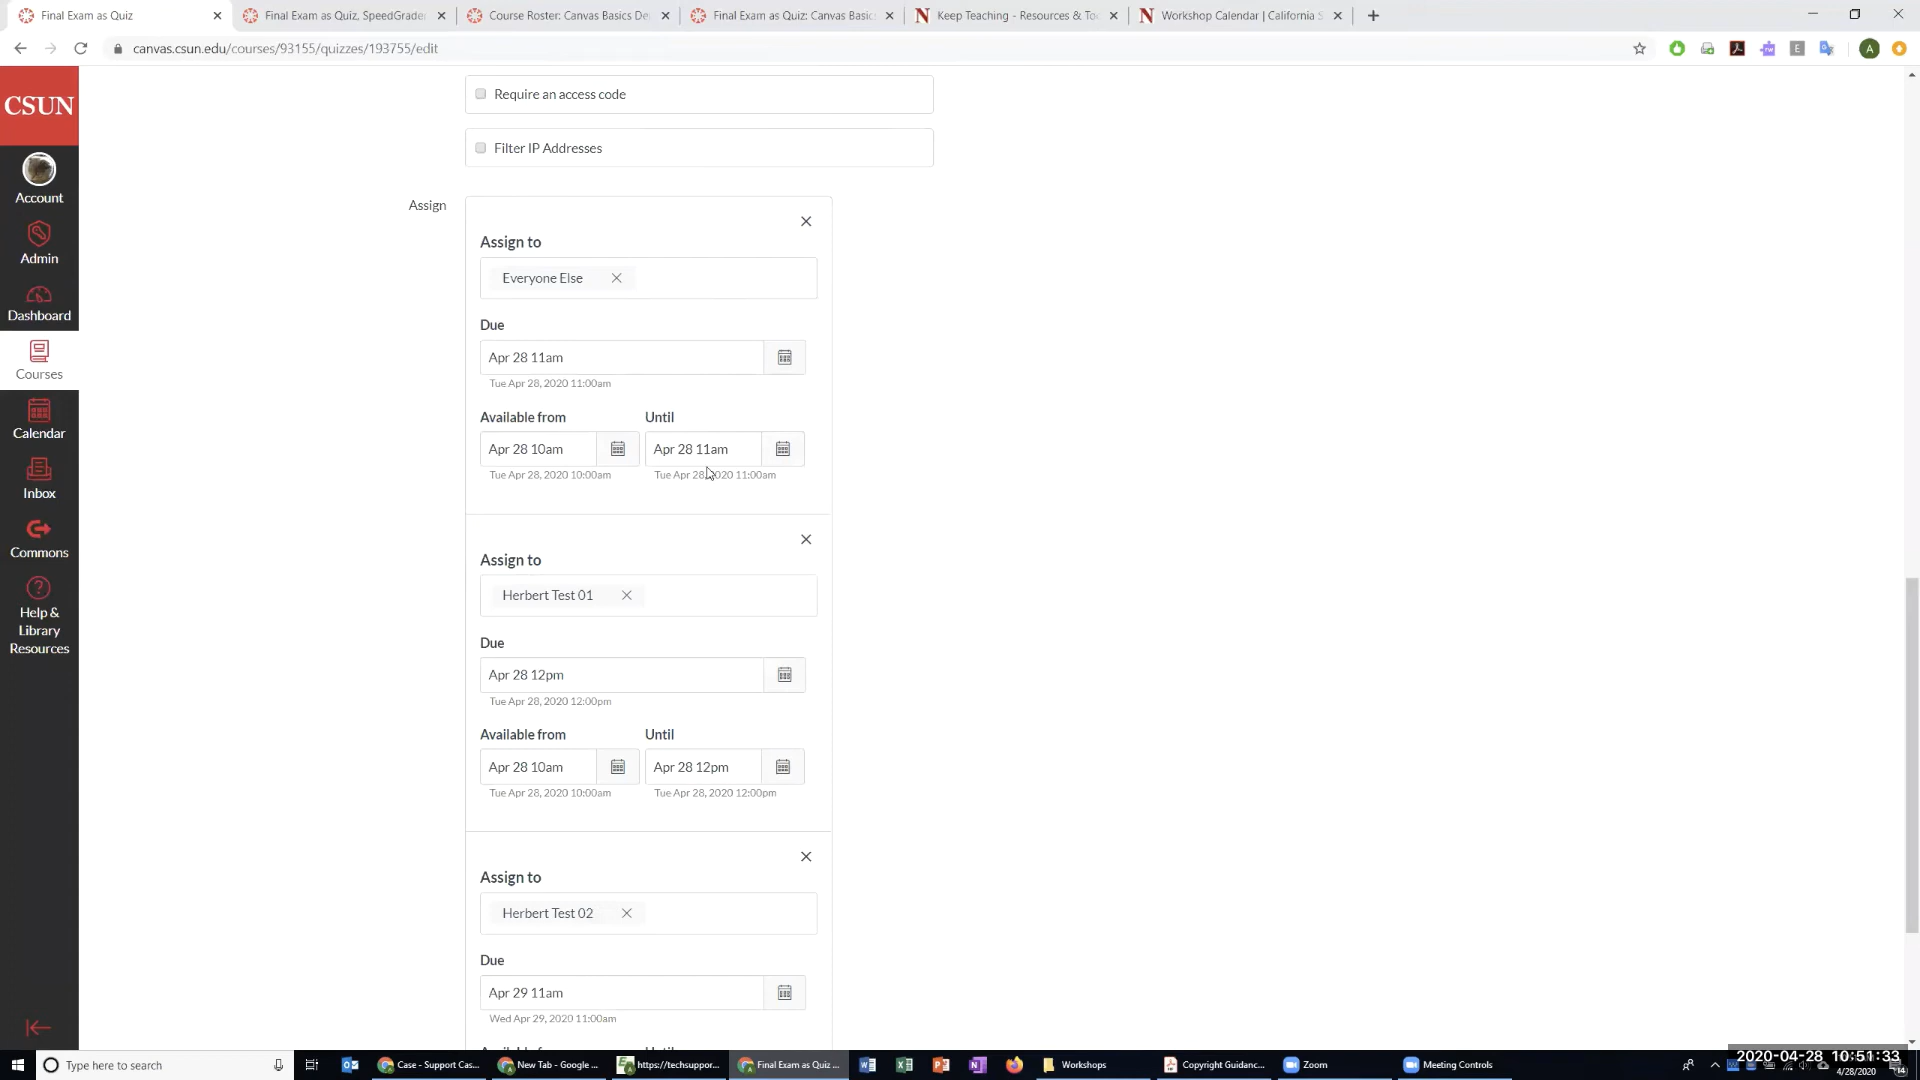 Final Exam as Quiz
Final Exam as Quiz, SpeedGrader
Course Roster: Canvas Basics De
Final Exam as Quiz: Canvas Basic
Keep Teaching - Resources & To
Workshop Calendar | California S
canvas.csun.edu/courses/93155/quizzes/193755/edit
A
E
CSUN
Account
Admin
Dashboard
Courses
Calendar
Inbox
Commons
Help &
Library
Resources
Require an access code
Filter IP Addresses
Assign
Assign to
Everyone Else
Due
Apr 28 11am
Tue Apr 28, 2020 11:00am
Available from
Until
Apr 28 10am
Apr 28 11am
Tue Apr 28, 2020 10:00am
Tue Apr 28, 2020 11:00am
Assign to
Herbert Test 01
Due
Apr 28 12pm
Tue Apr 28, 2020 12:00pm
Available from
Until
Apr 28 10am
Apr 28 12pm
Tue Apr 28, 2020 10:00am
Tue Apr 28, 2020 12:00pm
Assign to
Herbert Test 02
Due
Apr 29 11am
Wed Apr 29, 2020 11:00am
Type here to search
Case - Support Cas...
New Tab - Google ...
https://techsuppor...
Final Exam as Quiz ...
Workshops
Copyright Guidanc...
Zoom
Meeting Controls
2020-04-28 10:51:33
4/28/2020